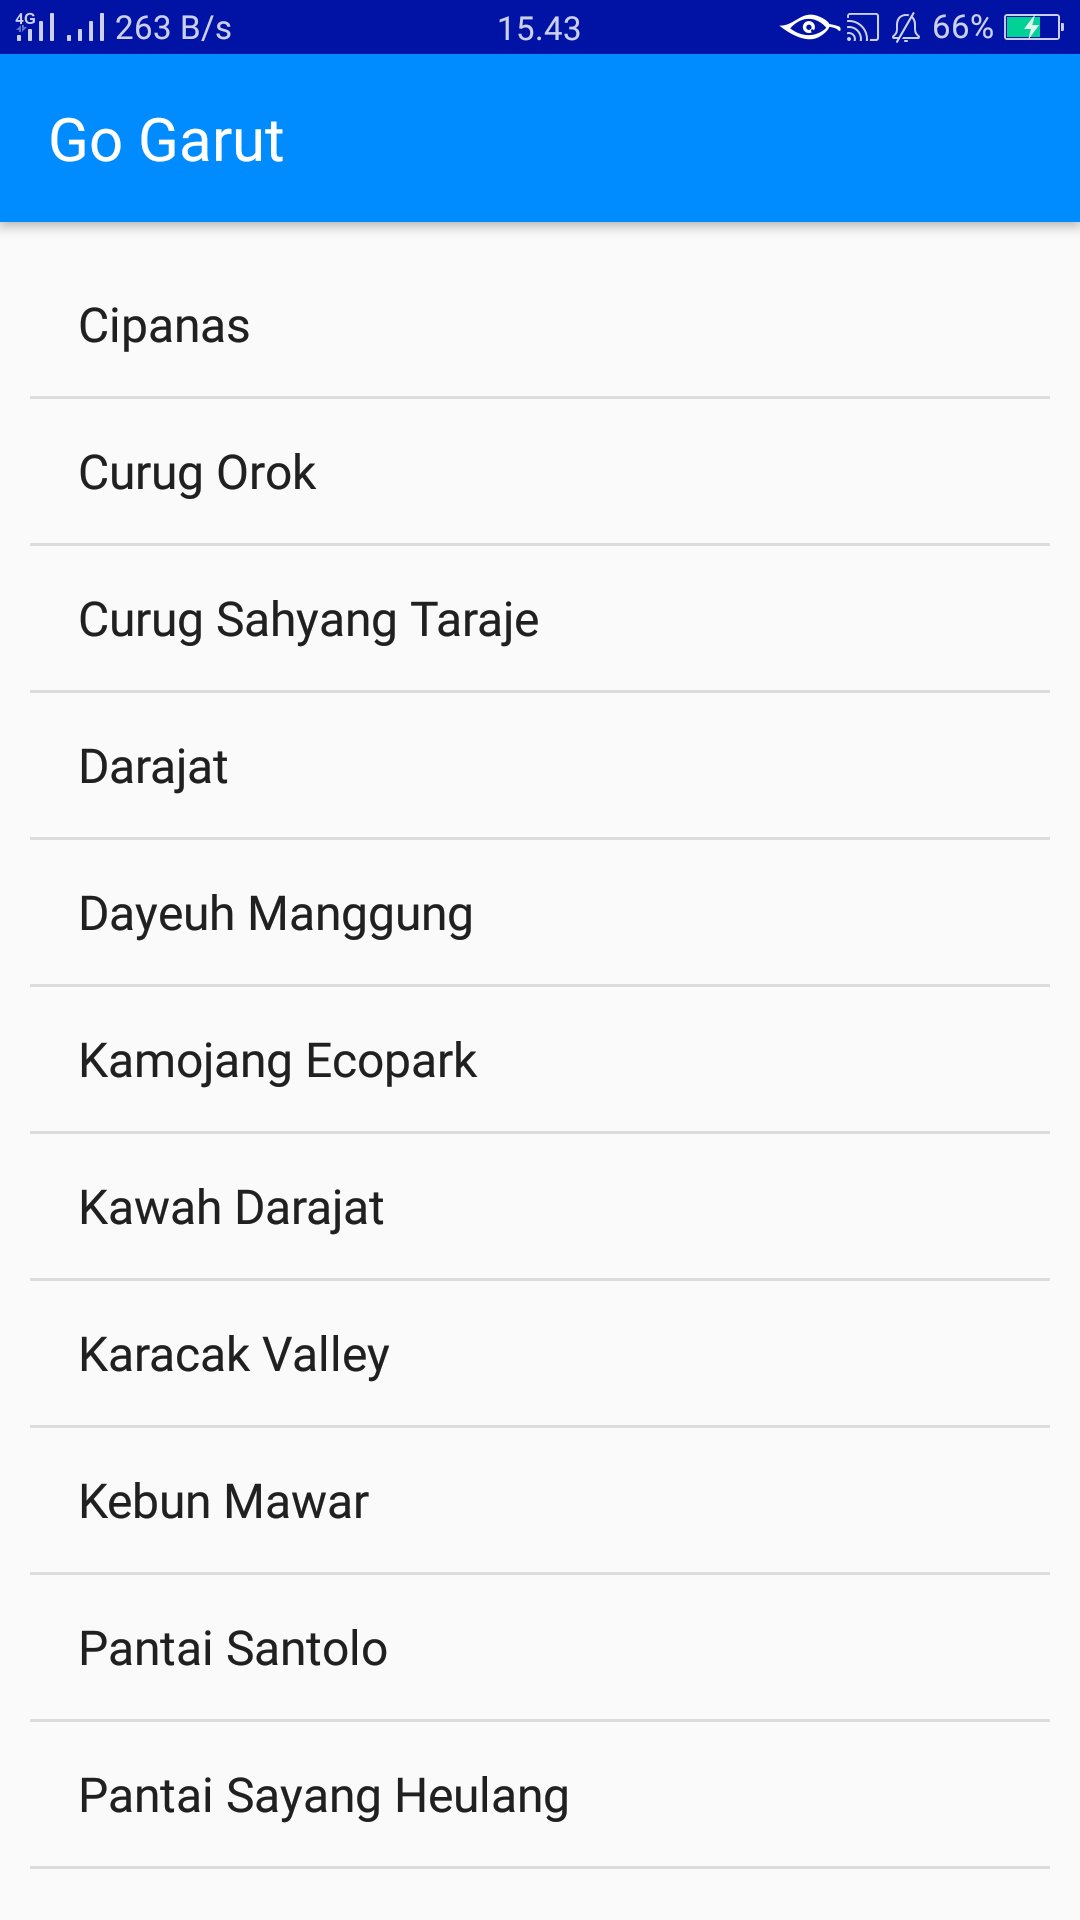 4G 263 B/s 15.43 66%
Go Garut
Cipanas
Curug Orok
Curug Sahyang Taraje
Darajat
Dayeuh Manggung
Kamojang Ecopark
Kawah Darajat
Karacak Valley
Kebun Mawar
Pantai Santolo
Pantai Sayang Heulang